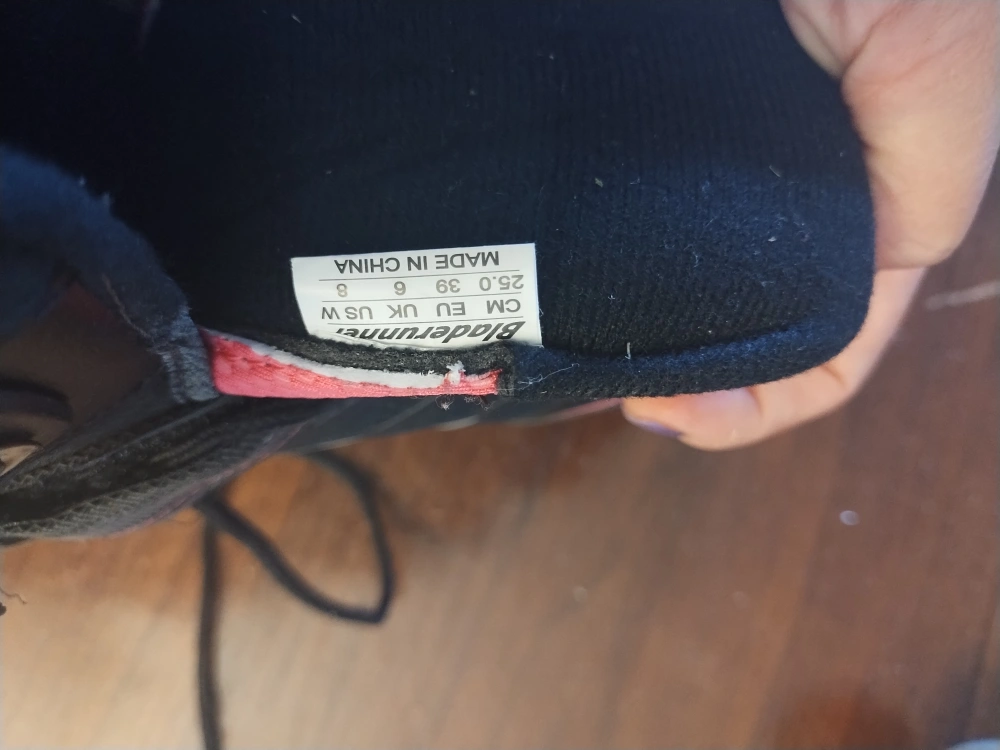 Bladerunner
CM EU UK US W
25.0 39 6 8
MADE IN CHINA